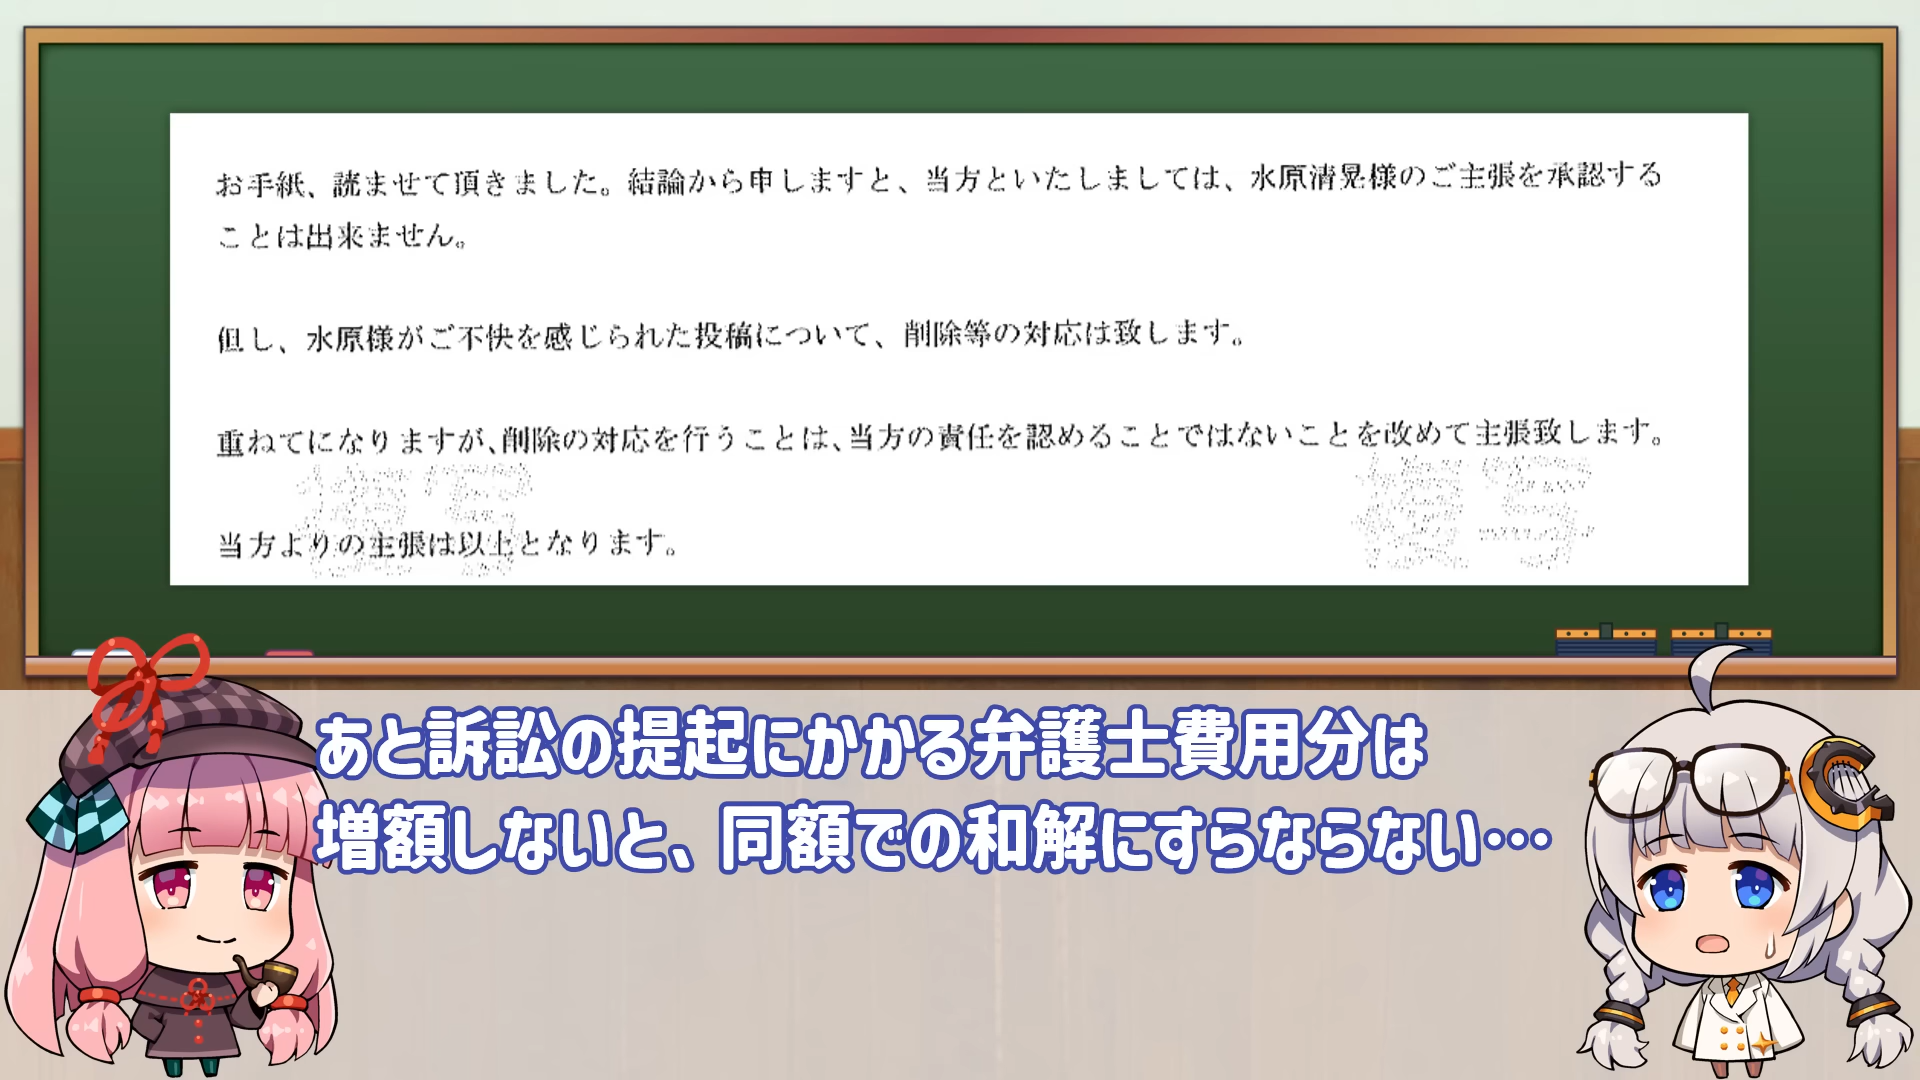 お手紙、読ませて頂きました。結論から申しますと、当方といたしましては、水原清晃様のご主張を承認する
ことは出来ません。
但し、水原様がご不快を感じられた投稿について、削除等の対応は致します。
重ねてになりますが、削除の対応を行うことは、当方の責任を認めることではないことを改めて主張致します。
複写
複写
当方よりの主張は以上となります。
あと訴訟の提起にかかる弁護士費用分は
増額しないと、同額での和解にすらならない…